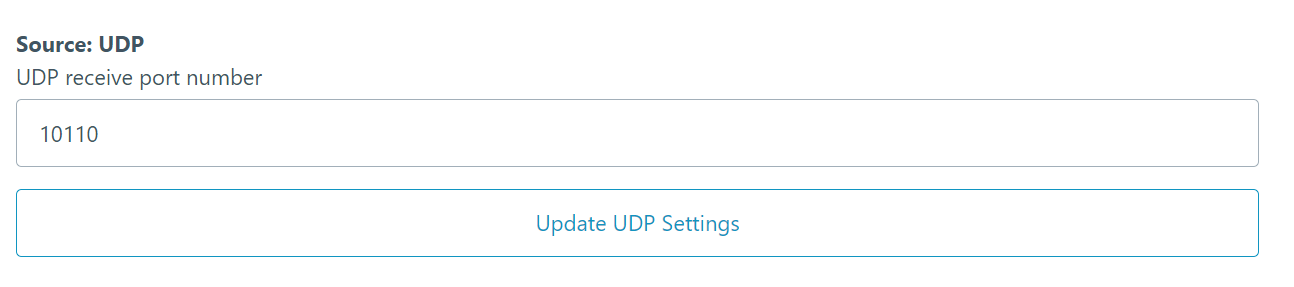 Source: UDP
UDP receive port number
10110
Update UDP Settings